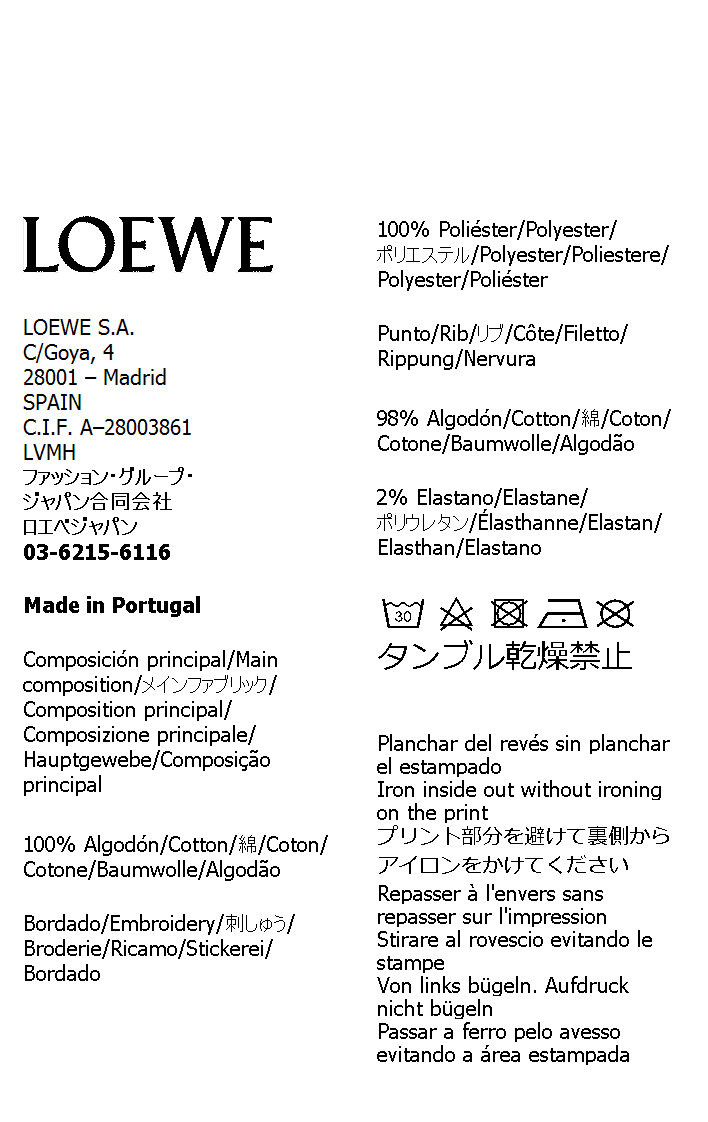 LOEWE
LOEWE S.A.
C/Goya, 4
28001 – Madrid
SPAIN
C.I.F. A–28003861
LVMH
ファッション・グループ・
ジャパン合同会社
ロエベジャパン
03-6215-6116
Made in Portugal
Composición principal/Main
composition/メインファブリック/
Composition principal/
Composizione principale/
Hauptgewebe/Composição
principal
100% Algodón/Cotton/綿/Coton/
Cotone/Baumwolle/Algodão
Bordado/Embroidery/刺しゅう/
Broderie/Ricamo/Stickerei/
Bordado
100% Poliéster/Polyester/
ポリエステル/Polyester/Poliestere/
Polyester/Poliéster
Punto/Rib/リブ/Côte/Filetto/
Rippung/Nervura
98% Algodón/Cotton/綿/Coton/
Cotone/Baumwolle/Algodão
2% Elastano/Elastane/
ポリウレタン/Élasthanne/Elastan/
Elasthan/Elastano
30
タンブル乾燥禁止
Planchar del revés sin planchar
el estampado
Iron inside out without ironing
on the print
プリント部分を避けて裏側から
アイロンをかけてください
Repasser à l'envers sans
repasser sur l'impression
Stirare al rovescio evitando le
stampe
Von links bügeln. Aufdruck
nicht bügeln
Passar a ferro pelo avesso
evitando a área estampada